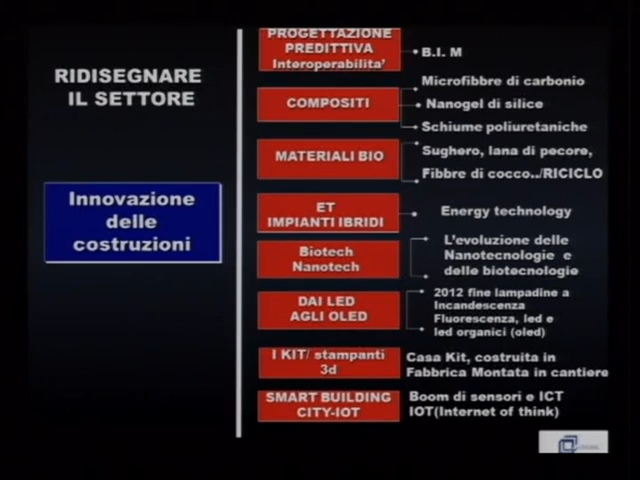 RIDISEGNARE
IL SETTORE
Innovazione
delle
costruzioni
PROGETTAZIONE
PREDITTIVA
Interoperabilita'
B.I. M
COMPOSITI
Microfibbre di carbonio
Nanogel di silice
Schiume poliuretaniche
MATERIALI BIO
Sughero, lana di pecore,
Fibbre di cocco../RICICLO
ET
IMPIANTI IBRIDI
Energy technology
Biotech
Nanotech
L'evoluzione delle
Nanotecnologie e
delle biotecnologie
DAI LED
AGLI OLED
2012 fine lampadine a
Incandescenza
Fluorescenza, led e
led organici (oled)
I KIT/ stampanti
3d
Casa Kit, costruita in
Fabbrica Montata in cantiere
SMART BUILDING
CITY-IOT
Boom di sensori e ICT
IOT(Internet of think)